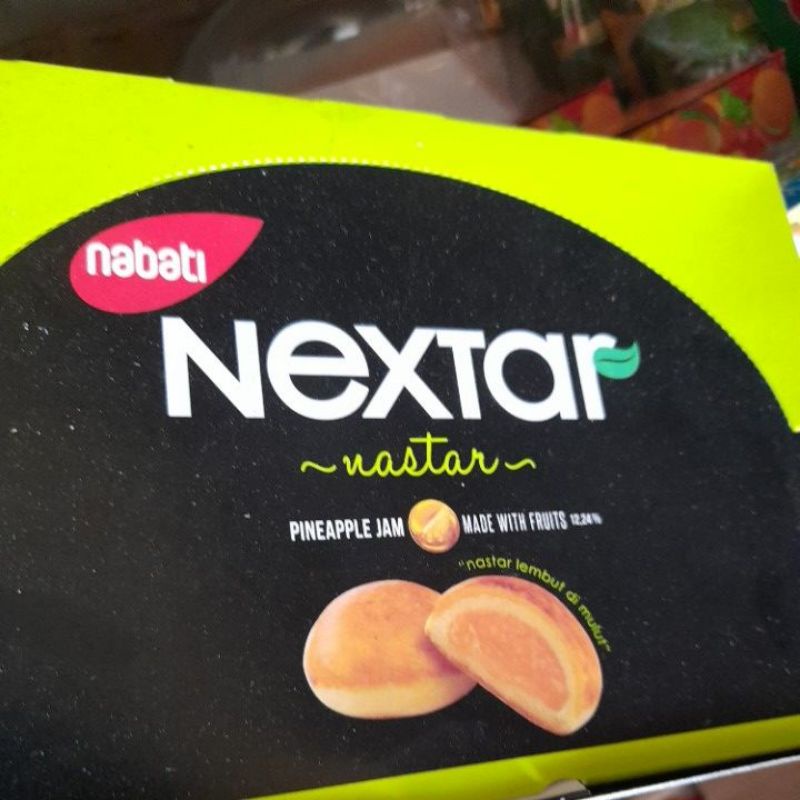 nabati
Nextar
~nastar~
PINEAPPLE JAM MADE WITH FRUITS 12,24%
"nastar lembut di mulut"